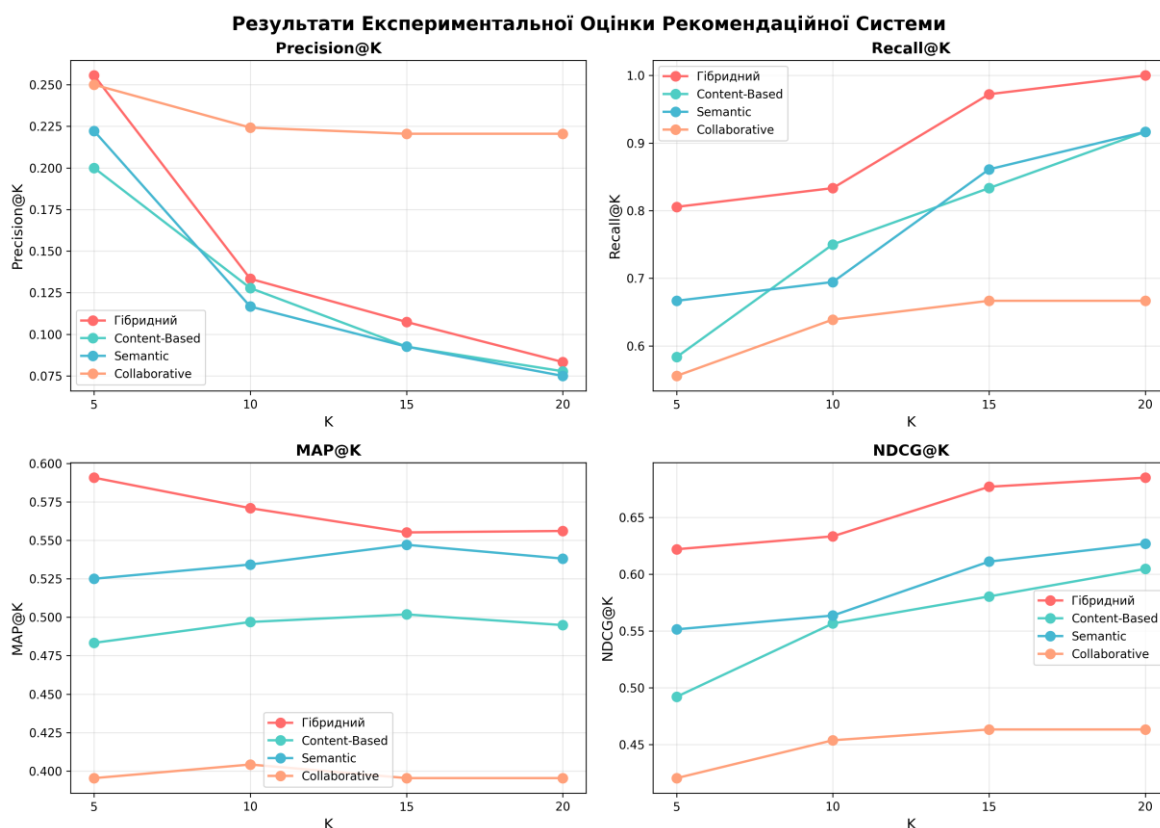 Результати Експериментальної Оцінки Рекомендаційної Системи
Precision@K
Precision@K
0.250
0.225
0.200
0.175
0.150
0.125
0.100
0.075
Гібридний
Content-Based
Semantic
Collaborative
5
10
15
20
K
Recall@K
Recall@K
1.0
0.9
0.8
0.7
0.6
Гібридний
Content-Based
Semantic
Collaborative
5
10
15
20
K
MAP@K
MAP@K
0.600
0.575
0.550
0.525
0.500
0.475
0.450
0.425
0.400
Гібридний
Content-Based
Semantic
Collaborative
5
10
15
20
K
NDCG@K
NDCG@K
0.65
0.60
0.55
0.50
0.45
Гібридний
Content-Based
Semantic
Collaborative
5
10
15
20
K